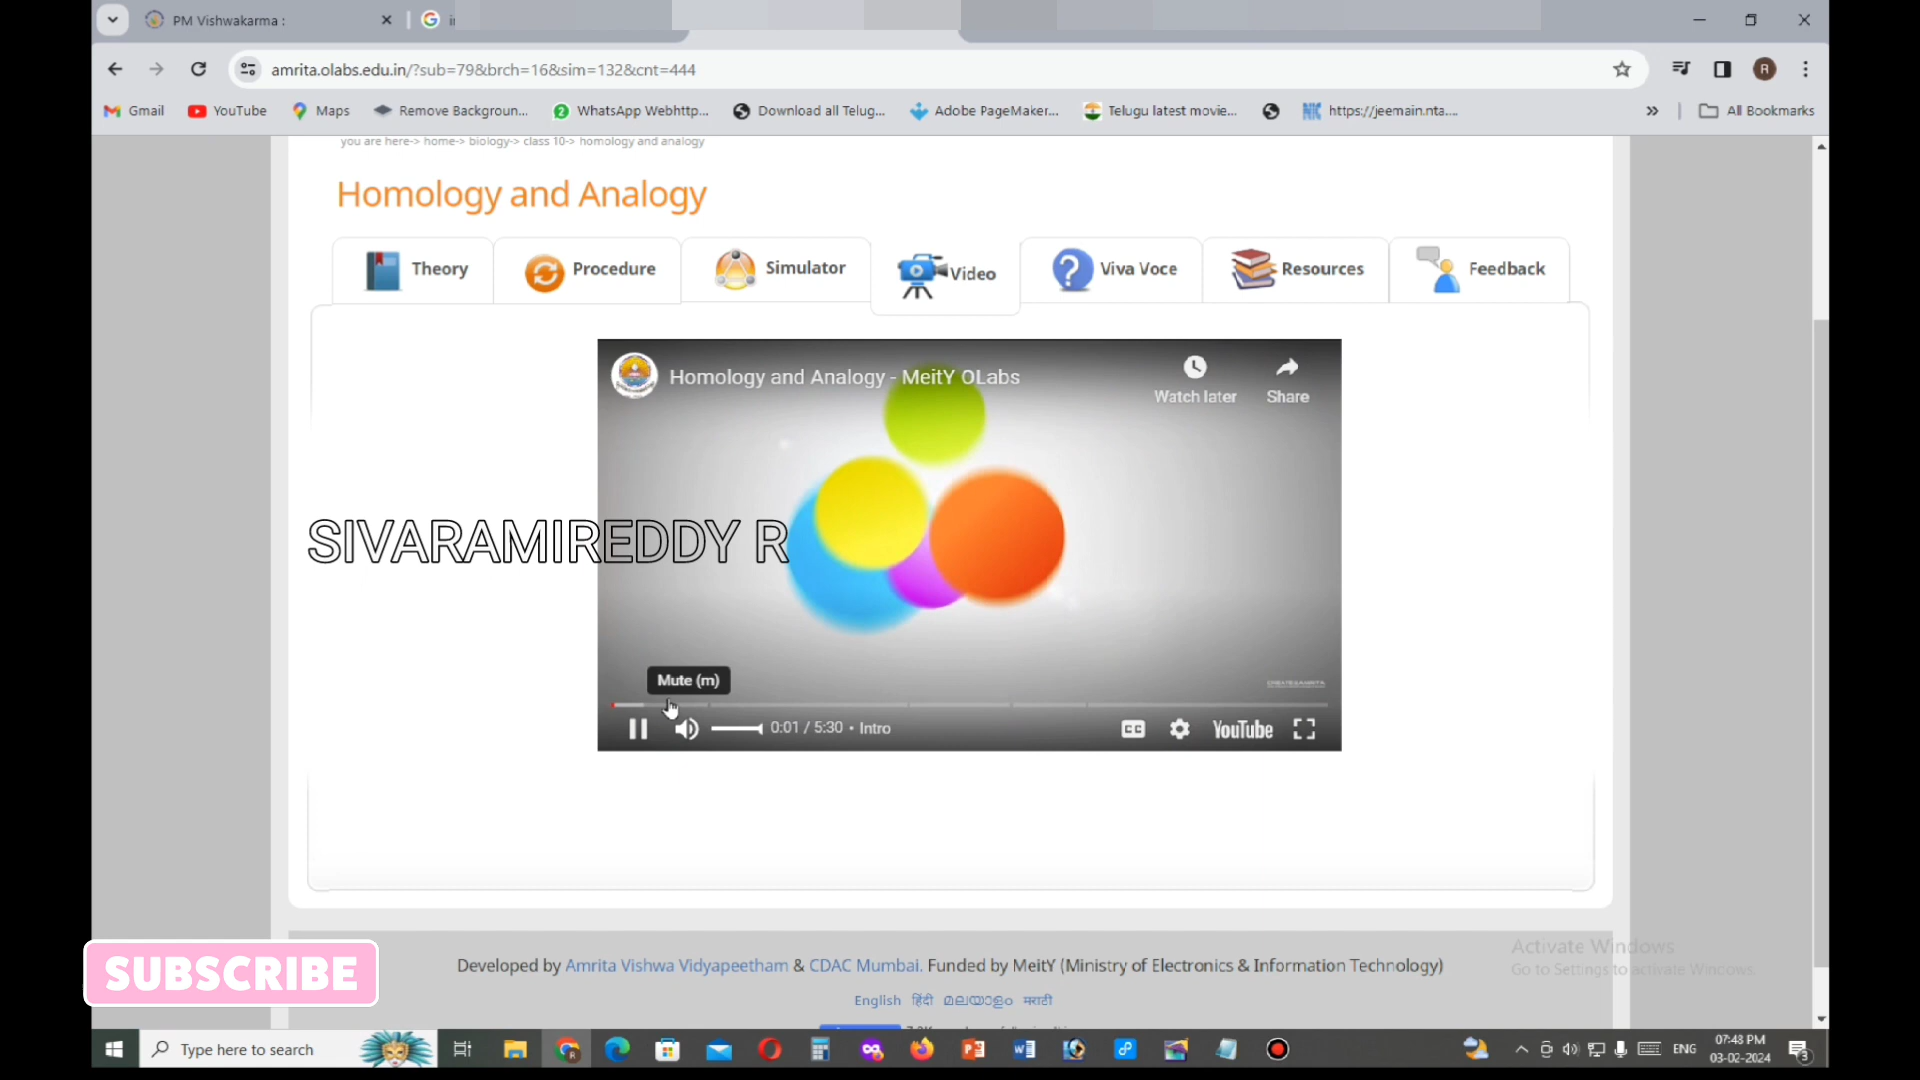 PM Vishwakarma :
amrita.olabs.edu.in/?sub=79&brch=16&sim=132&cnt=444
R
Gmail
YouTube
Maps
Remove Backgroun...
WhatsApp Webhttp...
Download all Telug...
Adobe PageMaker...
Telugu latest movie...
https://jeemain.nta....
»
All Bookmarks
you are here-> home-> biology-> class 10-> homology and analogy
Homology and Analogy
Theory
Procedure
Simulator
Video
Viva Voce
Resources
Feedback
Homology and Analogy - MeitY OLabs
Watch later
Share
SIVARAMIREDDY R
Mute (m)
0:01 / 5:30 • Intro
CC
YouTube
SUBSCRIBE
Activate Windows
Go to Settings to activate Windows.
Developed by Amrita Vishwa Vidyapeetham & CDAC Mumbai. Funded by MeitY (Ministry of Electronics & Information Technology)
English हिंदी മലയാളം मराठी
Type here to search
ENG
07:48 PM
03-02-2024
3